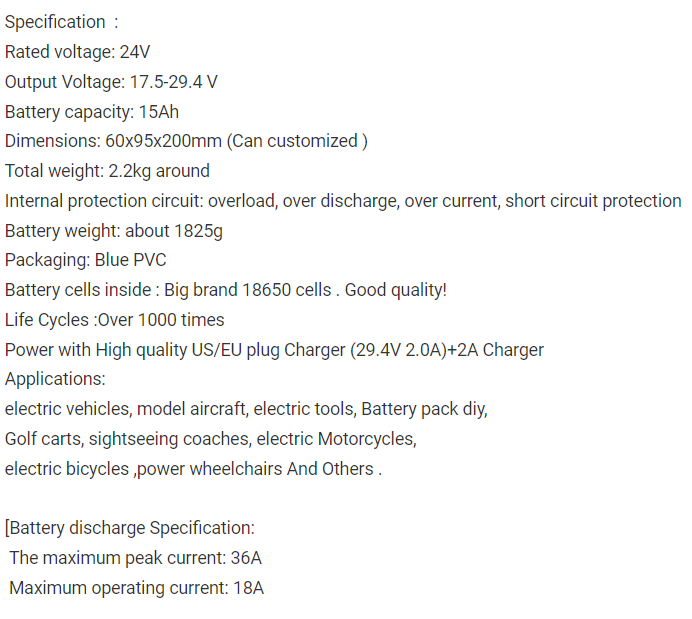 Specification  :
Rated voltage: 24V
Output Voltage: 17.5-29.4 V
Battery capacity: 15Ah
Dimensions: 60x95x200mm (Can customized )
Total weight: 2.2kg around
Internal protection circuit: overload, over discharge, over current, short circuit protection
Battery weight: about 1825g
Packaging: Blue PVC
Battery cells inside : Big brand 18650 cells . Good quality!
Life Cycles :Over 1000 times
Power with High quality US/EU plug Charger (29.4V 2.0A)+2A Charger
Applications:
electric vehicles, model aircraft, electric tools, Battery pack diy,
Golf carts, sightseeing coaches, electric Motorcycles,
electric bicycles ,power wheelchairs And Others .
[Battery discharge Specification:
The maximum peak current: 36A
Maximum operating current: 18A